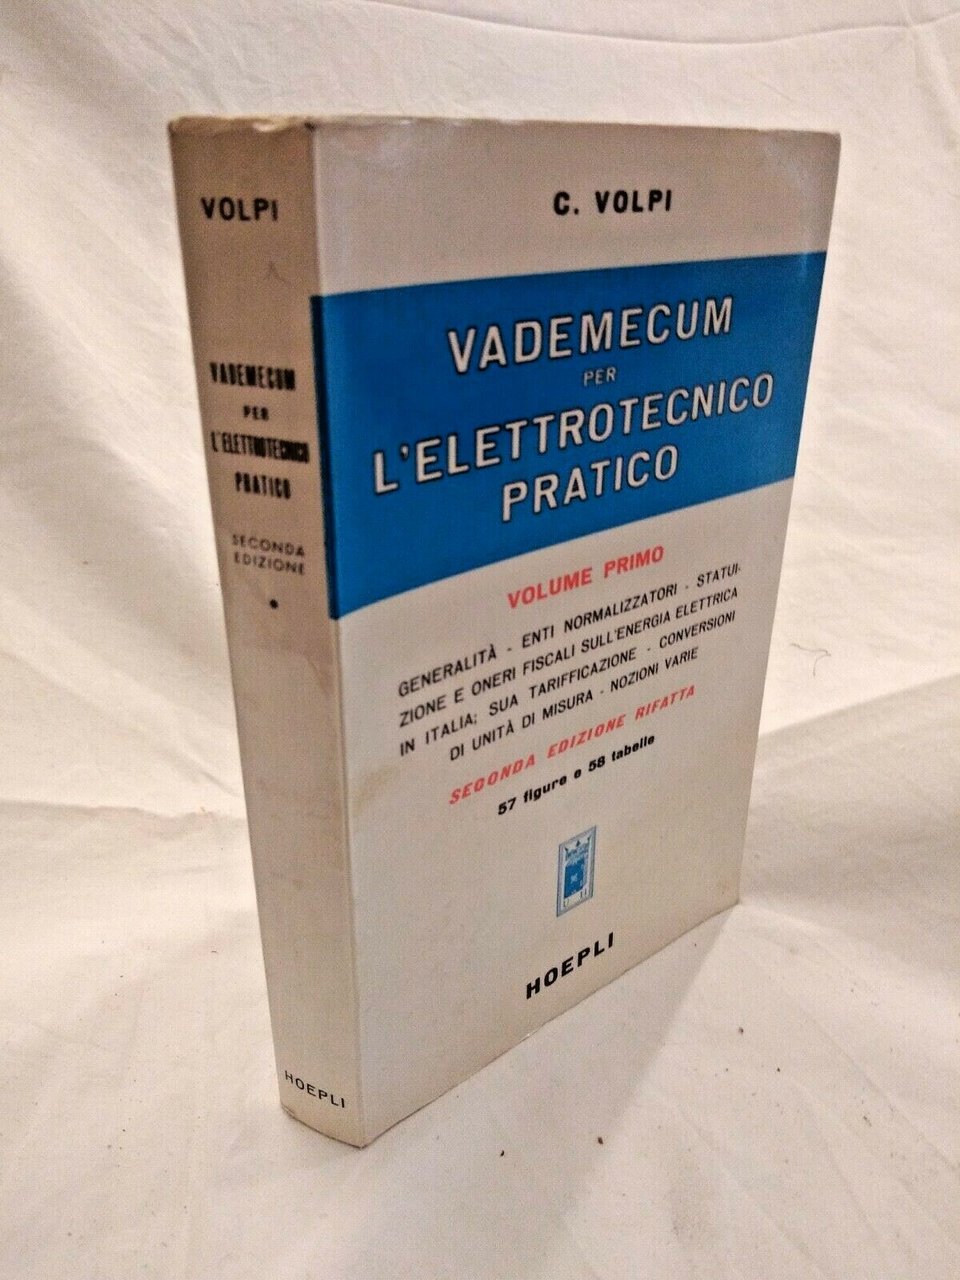 VOLPI
VADEMECUM
PER
L'ELETTROTECNICO
PRATICO
SECONDA
EDIZIONE
HOEPLI
C. VOLPI
VADEMECUM
PER
L'ELETTROTECNICO
PRATICO
VOLUME PRIMO
GENERALITÀ - ENTI NORMALIZZATORI - STATUI-
ZIONE E ONERI FISCALI SULL'ENERGIA ELETTRICA
IN ITALIA; SUA TARIFFICAZIONE - CONVERSIONI
DI UNITÀ DI MISURA - NOZIONI VARIE
SECONDA EDIZIONE RIFATTA
57 figure e 58 tabelle
HOEPLI